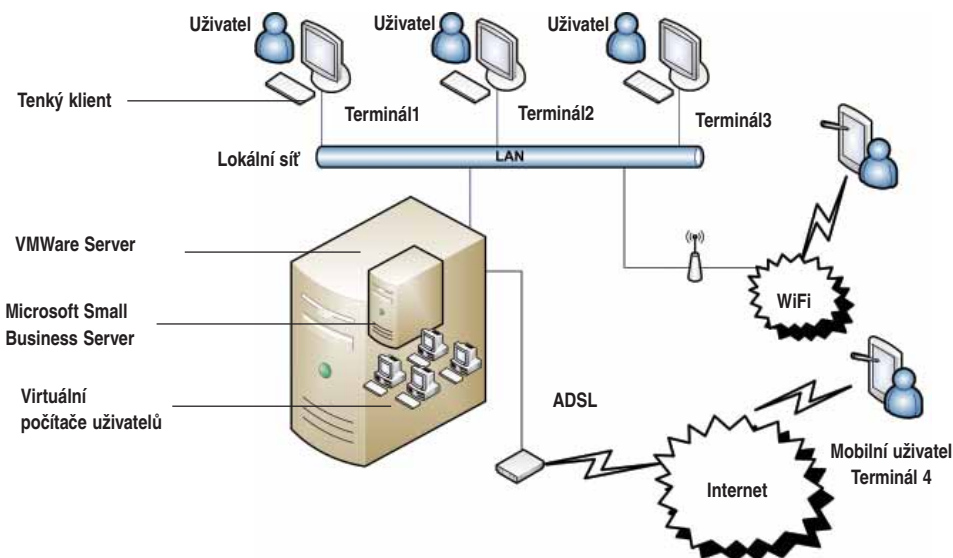 Uživatel
Uživatel
Uživatel
Tenký klient
Terminál1
Terminál2
Terminál3
Lokální síť
LAN
VMWare Server
WiFi
Microsoft Small
Business Server
Virtuální
počítače uživatelů
ADSL
Mobilní uživatel
Terminál 4
Internet